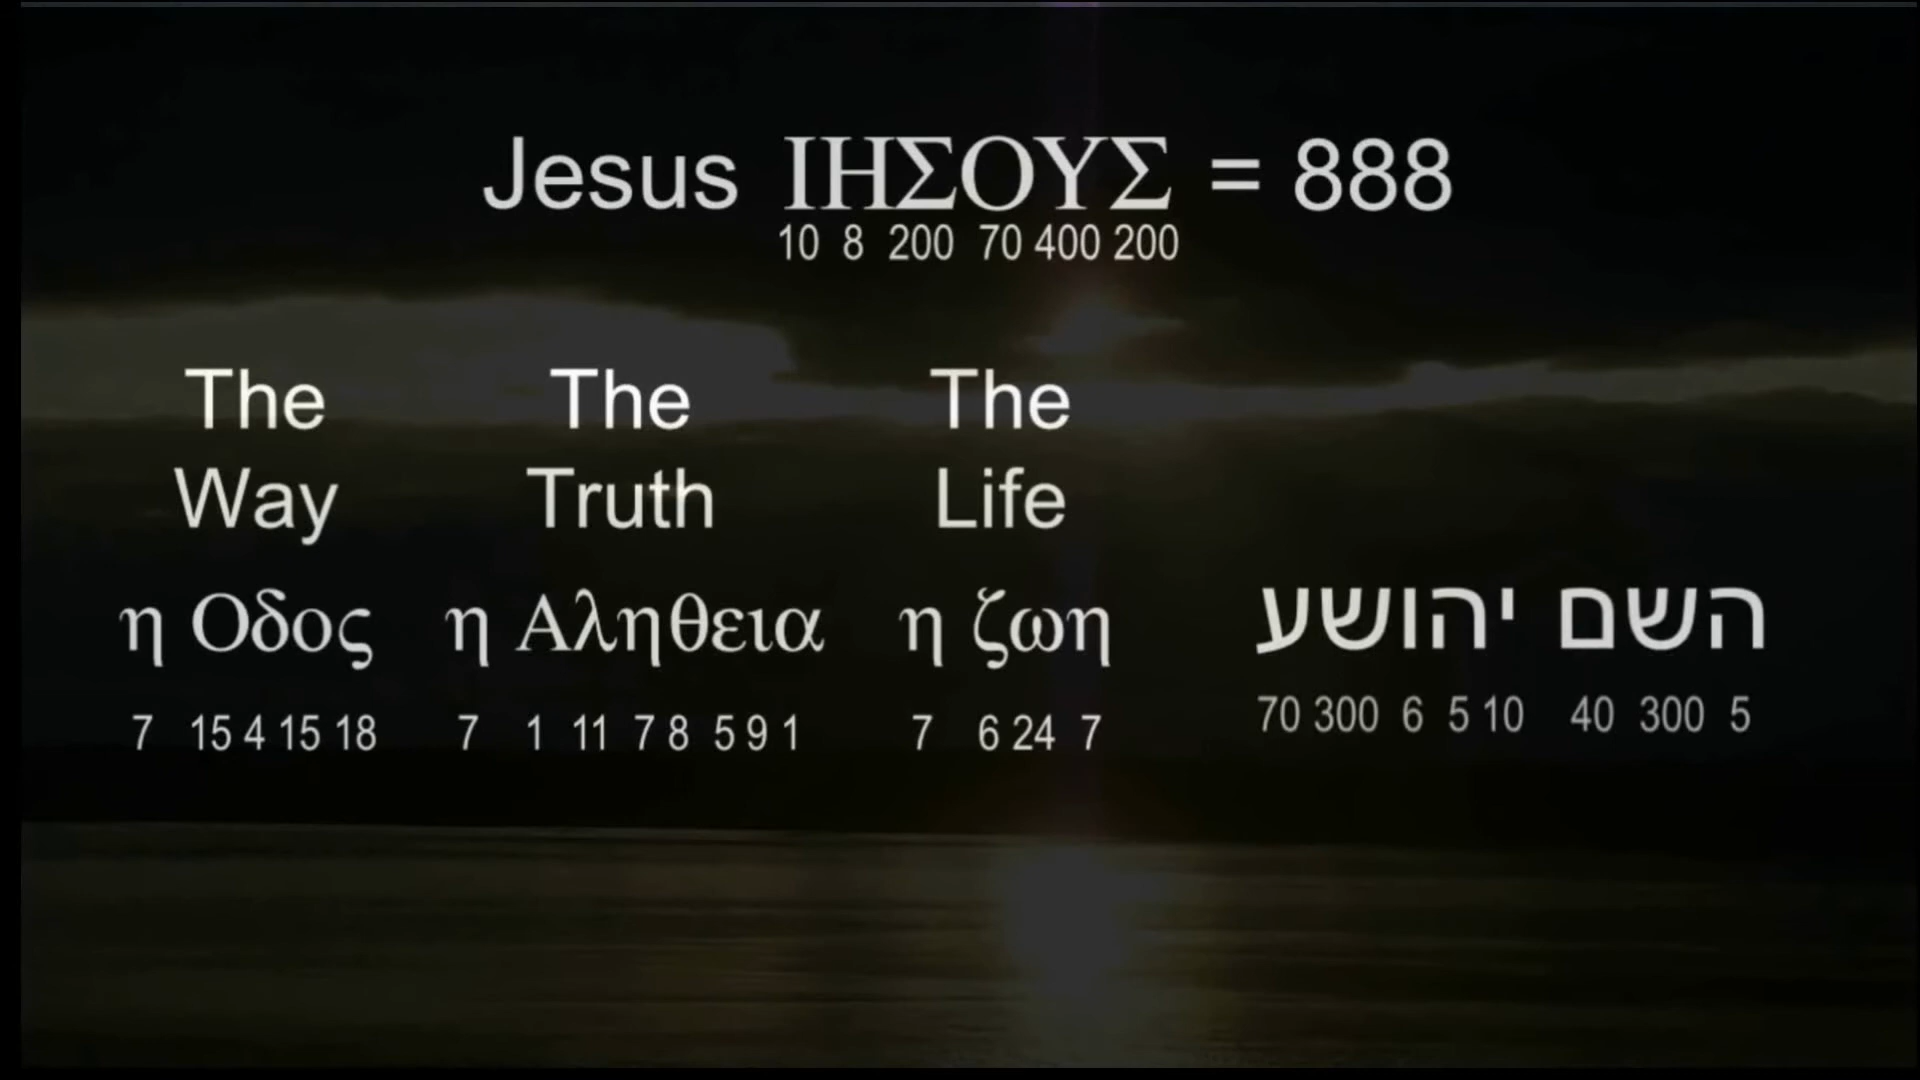 Jesus ΙΗΣΟΥΣ = 888
10 8 200 70 400 200
The
Way
The
Truth
The
Life
η Οδος
η Αληθεια
η ζωη
השם יהושע
7 15 4 15 18
7 1 11 7 8 5 9 1
7 6 24 7
70 300 6 5 10 40 300 5